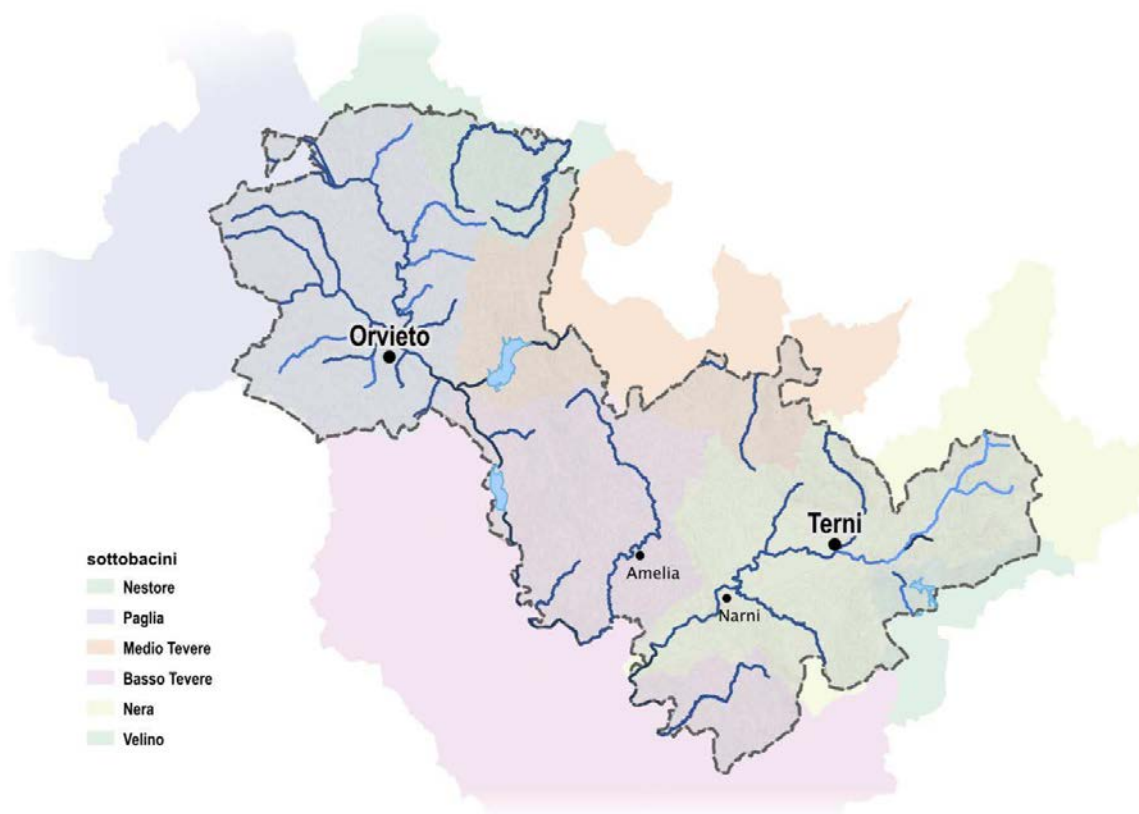 Orvieto
Terni
Amelia
Narni
sottobacini
Nestore
Paglia
Medio Tevere
Basso Tevere
Nera
Velino